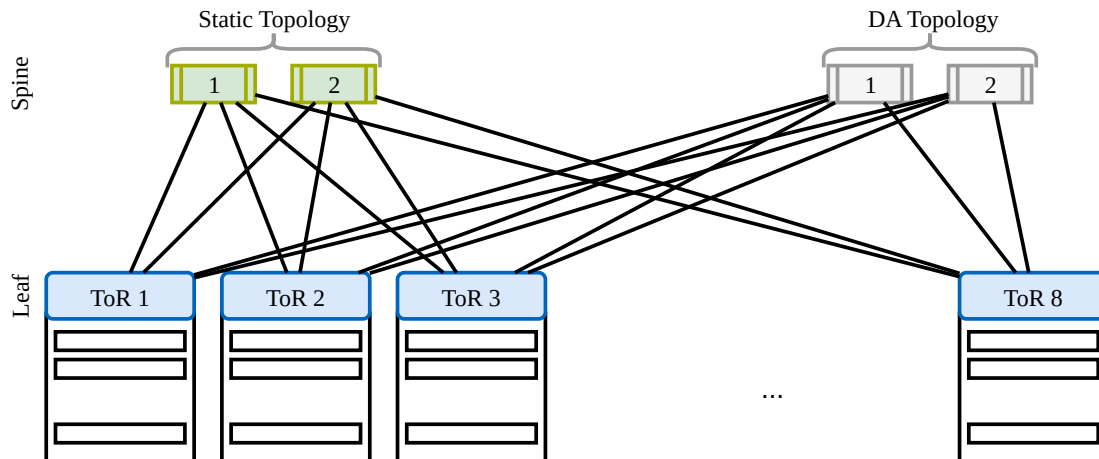 Static Topology
DA Topology
Spine
1
2
1
2
Leaf
ToR 1
ToR 2
ToR 3
ToR 8
...